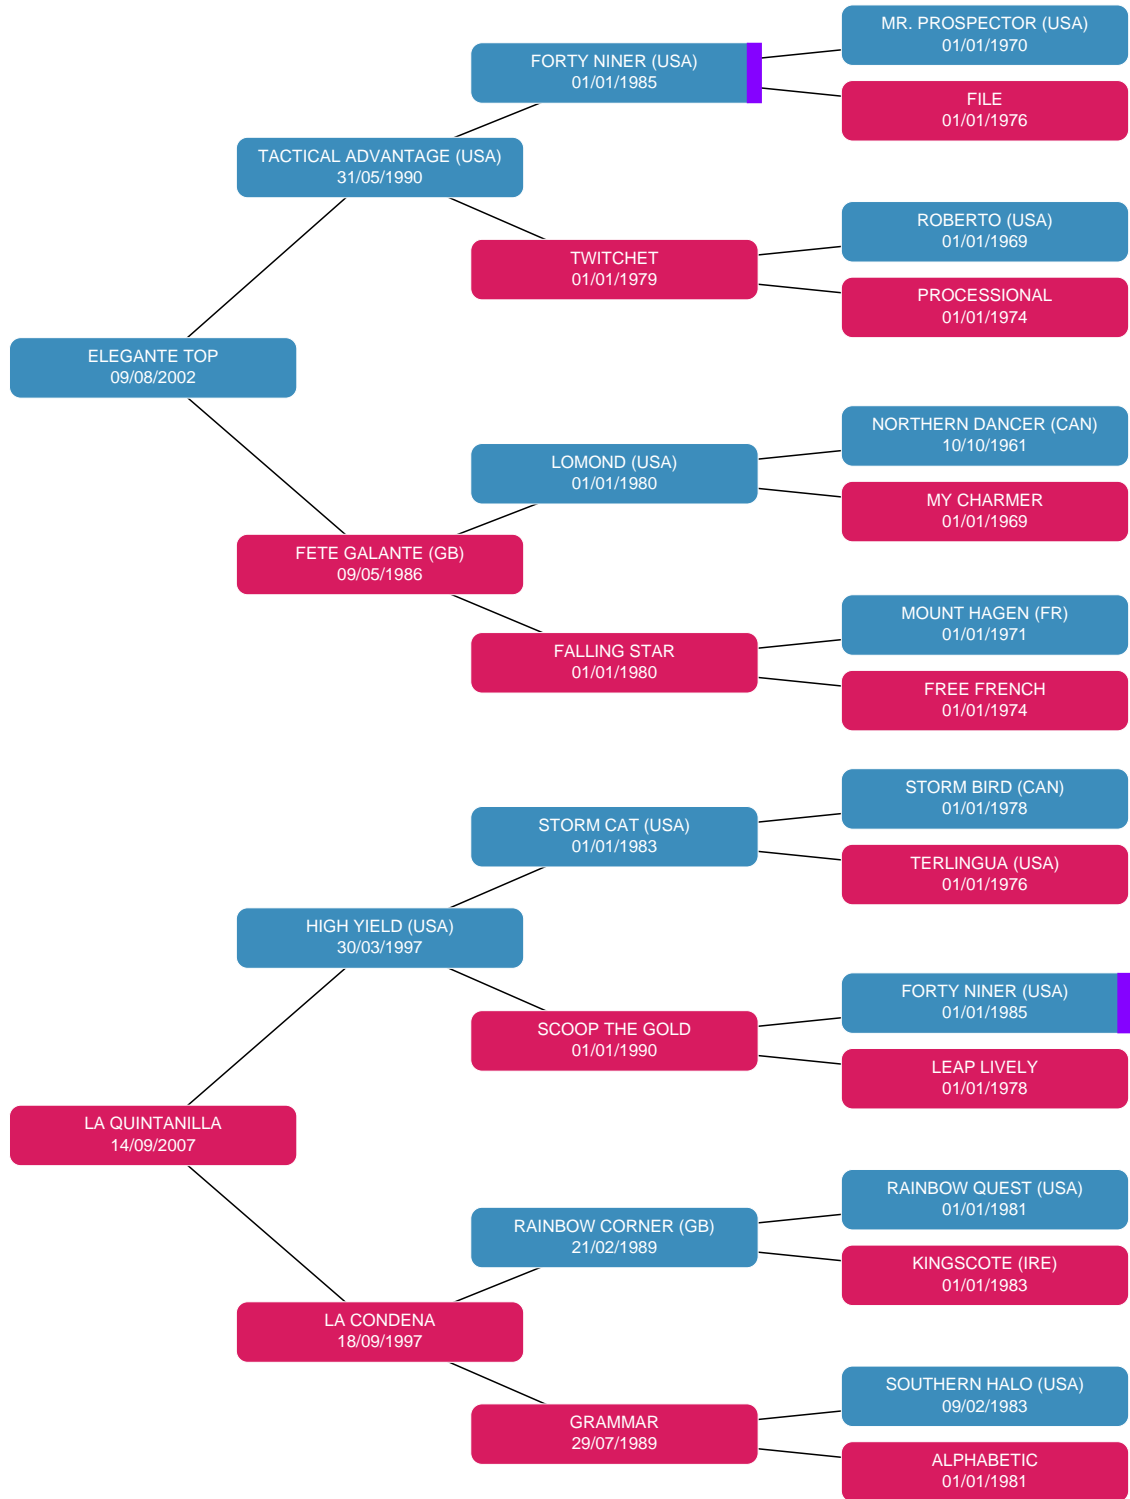 MR. PROSPECTOR (USA)
01/01/1970
FORTY NINER (USA)
01/01/1985
FILE
01/01/1976
TACTICAL ADVANTAGE (USA)
31/05/1990
ROBERTO (USA)
01/01/1969
TWITCHET
01/01/1979
PROCESSIONAL
01/01/1974
ELEGANTE TOP
09/08/2002
NORTHERN DANCER (CAN)
10/10/1961
LOMOND (USA)
01/01/1980
MY CHARMER
01/01/1969
FETE GALANTE (GB)
09/05/1986
MOUNT HAGEN (FR)
01/01/1971
FALLING STAR
01/01/1980
FREE FRENCH
01/01/1974
STORM BIRD (CAN)
01/01/1978
STORM CAT (USA)
01/01/1983
TERLINGUA (USA)
01/01/1976
HIGH YIELD (USA)
30/03/1997
FORTY NINER (USA)
01/01/1985
SCOOP THE GOLD
01/01/1990
LEAP LIVELY
01/01/1978
LA QUINTANILLA
14/09/2007
RAINBOW QUEST (USA)
01/01/1981
RAINBOW CORNER (GB)
21/02/1989
KINGSCOTE (IRE)
01/01/1983
LA CONDENA
18/09/1997
SOUTHERN HALO (USA)
09/02/1983
GRAMMAR
29/07/1989
ALPHABETIC
01/01/1981